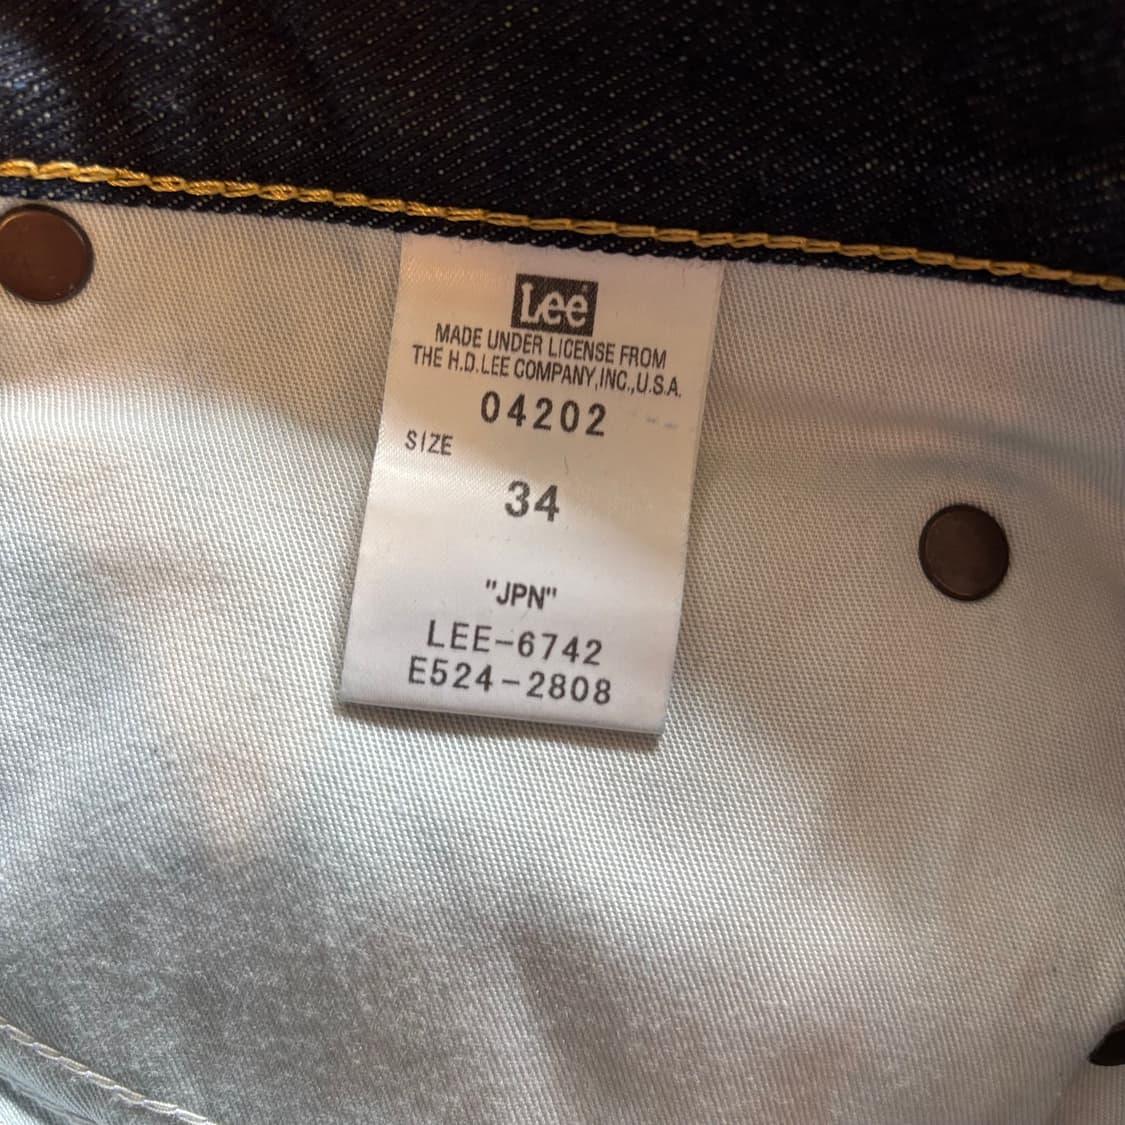 Lee
MADE UNDER LICENSE FROM
THE H.D.LEE COMPANY,INC.,U.S.A.
04202
SIZE
34
"JPN"
LEE-6742
E524-2808